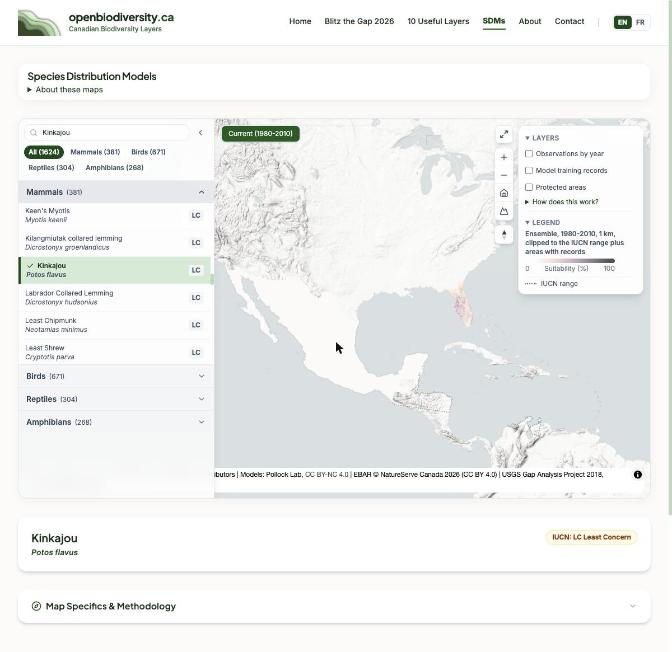 openbiodiversity.ca
Canadian Biodiversity Layers
Home
Blitz the Gap 2026
10 Useful Layers
SDMs
About
Contact
EN
FR
Species Distribution Models
About these maps
Kinkajou
All (1624)
Mammals (381)
Birds (671)
Reptiles (304)
Amphibians (268)
Mammals (381)
Keen's Myotis
Myotis keenii
LC
Kilangmiutak collared lemming
Dicrostonyx groenlandicus
LC
Kinkajou
Potos flavus
LC
Labrador Collared Lemming
Dicrostonyx hudsonius
LC
Least Chipmunk
Neotamias minimus
LC
Least Shrew
Cryptotis parva
LC
Birds (671)
Reptiles (304)
Amphibians (268)
Current (1980-2010)
LAYERS
Observations by year
Model training records
Protected areas
How does this work?
LEGEND
Ensemble, 1980-2010, 1 km,
clipped to the IUCN range plus
areas with records
0 Suitability (%) 100
IUCN range
ibutors | Models: Pollock Lab, CC BY-NC 4.0 | EBAR © NatureServe Canada 2026 (CC BY 4.0) | USGS Gap Analysis Project 2018,
Kinkajou
Potos flavus
IUCN: LC Least Concern
Map Specifics & Methodology